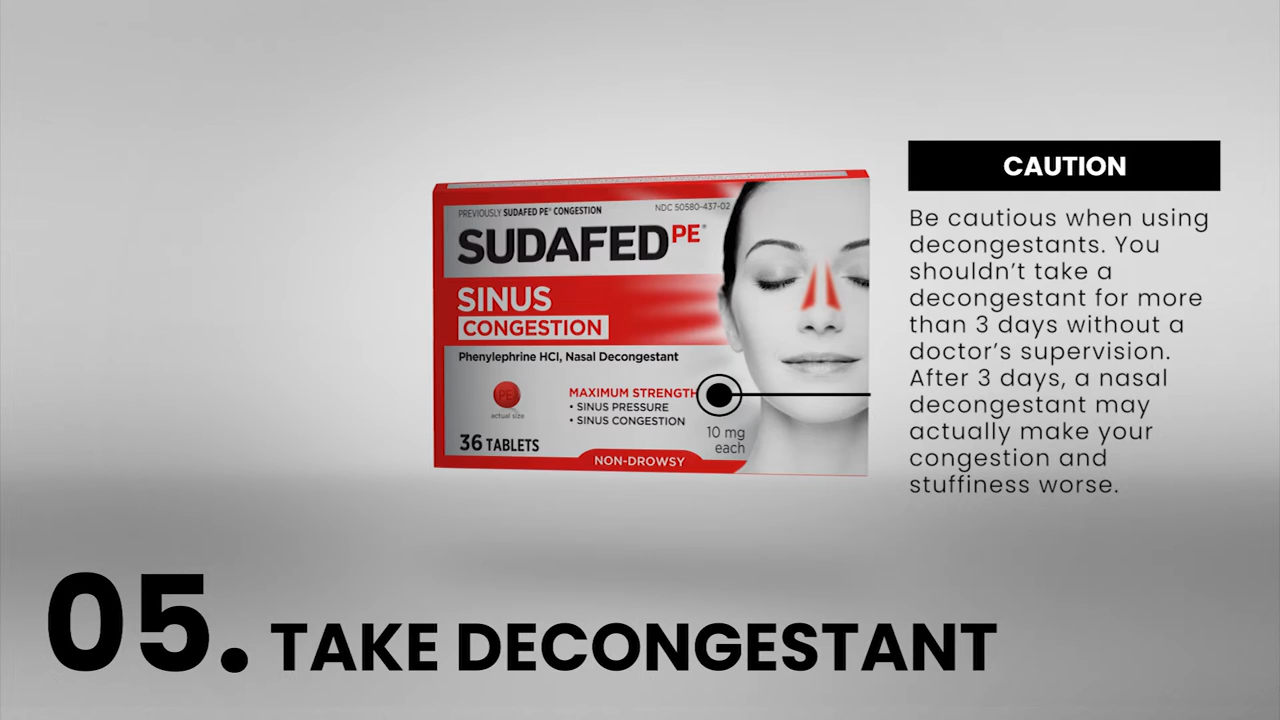 PREVIOUSLY SUDAFED PE® CONGESTION
NDC 50580-437-02
SUDAFED PE®
SINUS
CONGESTION
Phenylephrine HCl, Nasal Decongestant
PE
actual size
MAXIMUM STRENGTH
• SINUS PRESSURE
• SINUS CONGESTION
36 TABLETS
10 mg
each
NON-DROWSY
CAUTION
Be cautious when using
decongestants. You
shouldn’t take a
decongestant for more
than 3 days without a
doctor’s supervision.
After 3 days, a nasal
decongestant may
actually make your
congestion and
stuffiness worse.
05. TAKE DECONGESTANT